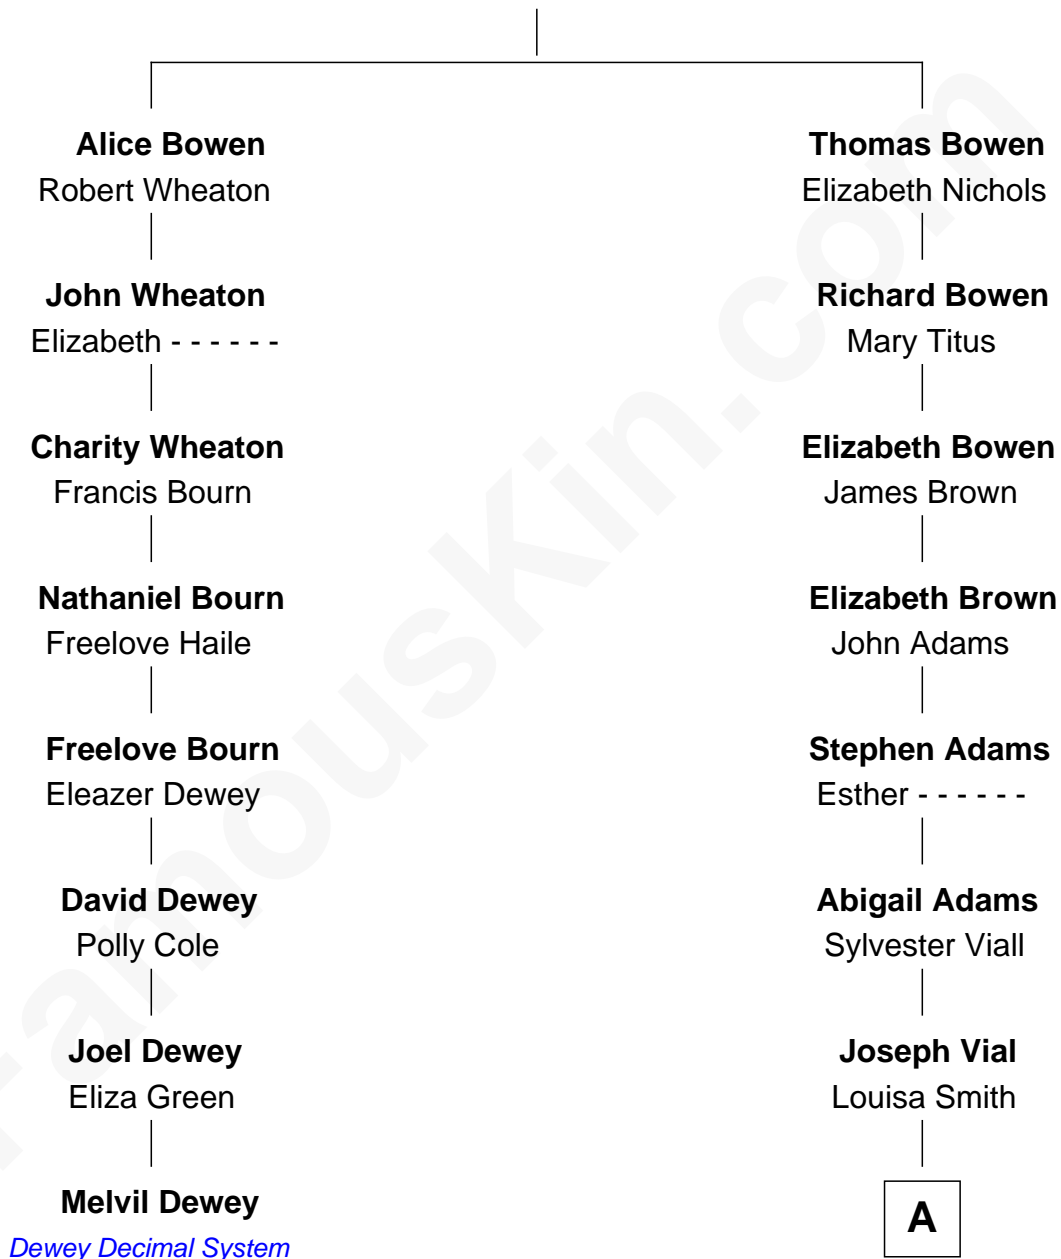 Alice Bowen
Robert Wheaton
John Wheaton
Elizabeth - - - - - -
Charity Wheaton
Francis Bourn
Nathaniel Bourn
Freelove Haile
Freelove Bourn
Eleazer Dewey
David Dewey
Polly Cole
Joel Dewey
Eliza Green
Melvil Dewey
Dewey Decimal System
Thomas Bowen
Elizabeth Nichols
Richard Bowen
Mary Titus
Elizabeth Bowen
James Brown
Elizabeth Brown
John Adams
Stephen Adams
Esther - - - - - -
Abigail Adams
Sylvester Viall
Joseph Vial
Louisa Smith
A
FamousKin.com